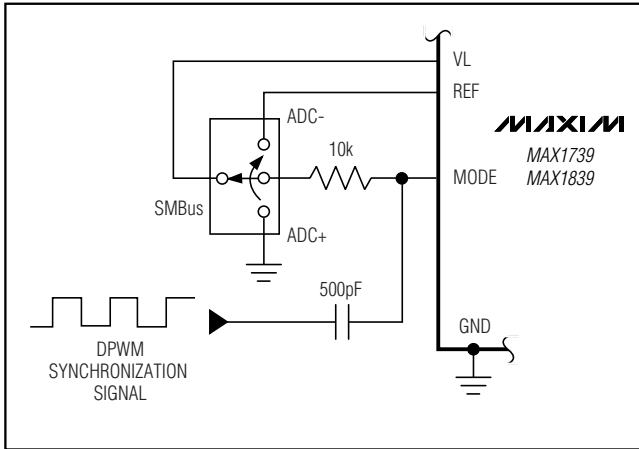 VL
REF
ADC-
MAXIM
10k
MAX1739
MAX1839
MODE
SMBus
ADC+
500pF
GND
DPWM
SYNCHRONIZATION
SIGNAL